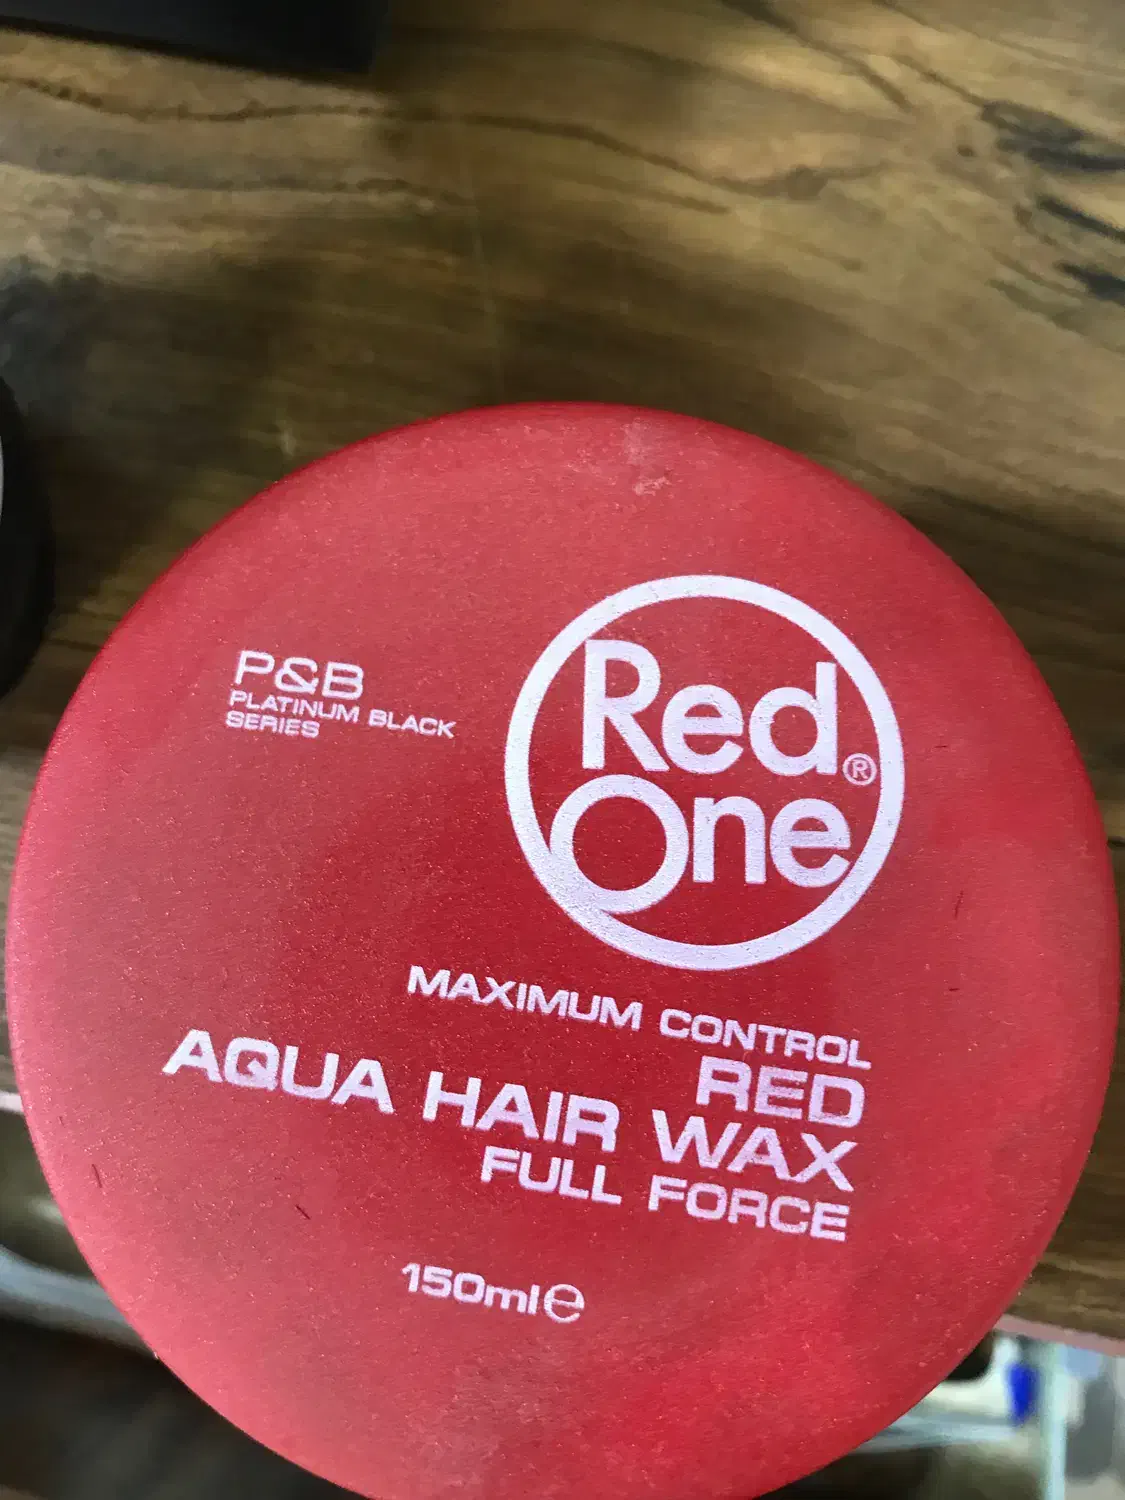 P&B
PLATINUM BLACK
SERIES
Red
One®
MAXIMUM CONTROL
RED
AQUA HAIR WAX
FULL FORCE
150ml℮